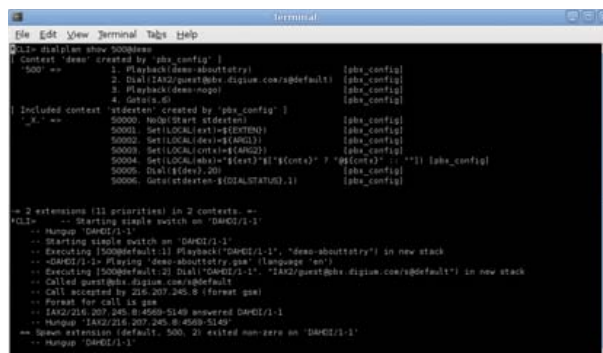 Terminal
File Edit View Terminal Tabs Help
*CLI> dialplan show 500@demo
[ Context 'demo' created by 'pbx_config' ]
'500' => 1. Playback(demo-abouttotry) [pbx_config]
2. Dial(IAX2/guest@pbx.digium.com/s@default) [pbx_config]
3. Playback(demo-nogo) [pbx_config]
4. Goto(s,6) [pbx_config]
[ Included context 'stdexten' created by 'pbx_config' ]
'_X.' => 50000. NoOp(Start stdexten) [pbx_config]
50001. Set(LOCAL(ext)=${EXTEN}) [pbx_config]
50002. Set(LOCAL(dev)=${ARG1}) [pbx_config]
50003. Set(LOCAL(cntx)=${ARG2}) [pbx_config]
50004. Set(LOCAL(mbx)="${ext}"$["${cntx}" ? "@${cntx}" :: ""]) [pbx_config]
50005. Dial(${dev},20) [pbx_config]
50006. Goto(stdexten-${DIALSTATUS},1) [pbx_config]
-= 2 extensions (11 priorities) in 2 contexts. =-
*CLI> -- Starting simple switch on 'DAHDI/1-1'
-- Hungup 'DAHDI/1-1'
-- Starting simple switch on 'DAHDI/1-1'
-- Executing [500@default:1] Playback("DAHDI/1-1", "demo-abouttotry") in new stack
-- <DAHDI/1-1> Playing 'demo-abouttotry.gsm' (language 'en')
-- Executing [500@default:2] Dial("DAHDI/1-1", "IAX2/guest@pbx.digium.com/s@default") in new stack
-- Called guest@pbx.digium.com/s@default
-- Call accepted by 216.207.245.8 (format gsm)
-- Format for call is gsm
-- IAX2/216.207.245.8:4569-5149 answered DAHDI/1-1
-- Hungup 'IAX2/216.207.245.8:4569-5149'
== Spawn extension (default, 500, 2) exited non-zero on 'DAHDI/1-1'
-- Hungup 'DAHDI/1-1'